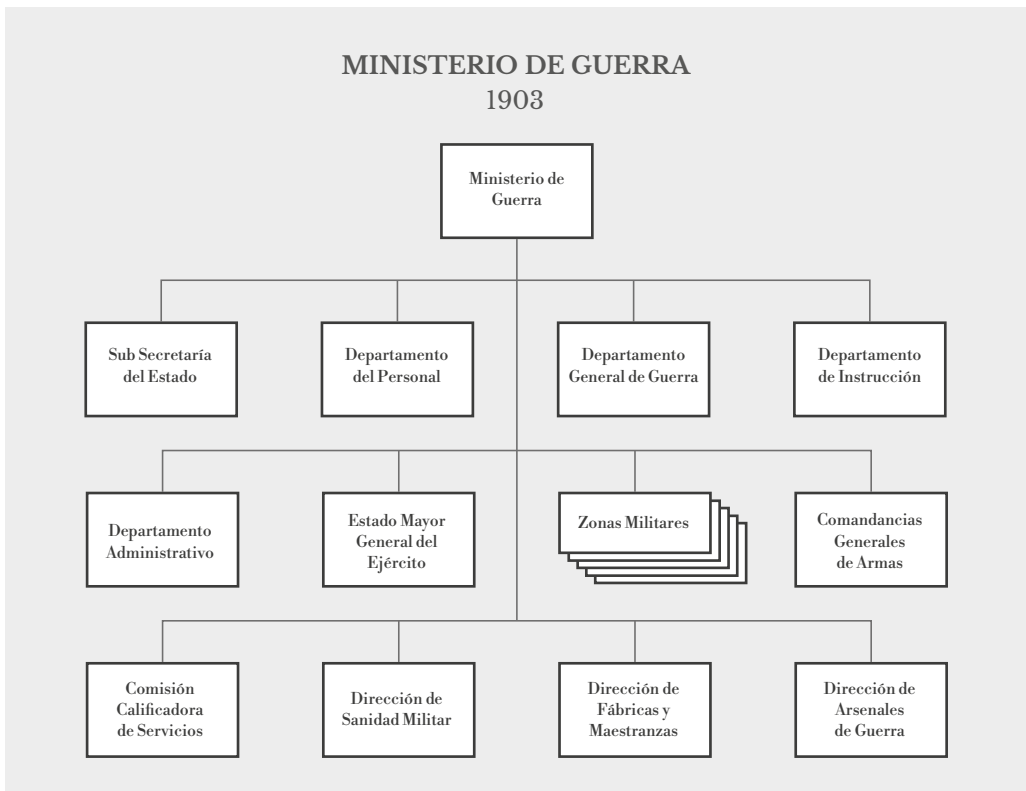 MINISTERIO DE GUERRA
1903
Ministerio de
Guerra
Sub Secretaría
del Estado
Departamento
del Personal
Departamento
General de Guerra
Departamento
de Instrucción
Departamento
Administrativo
Estado Mayor
General del
Ejército
Zonas Militares
Comandancias
Generales
de Armas
Comisión
Calificadora
de Servicios
Dirección de
Sanidad Militar
Dirección de
Fábricas y
Maestranzas
Dirección de
Arsenales
de Guerra